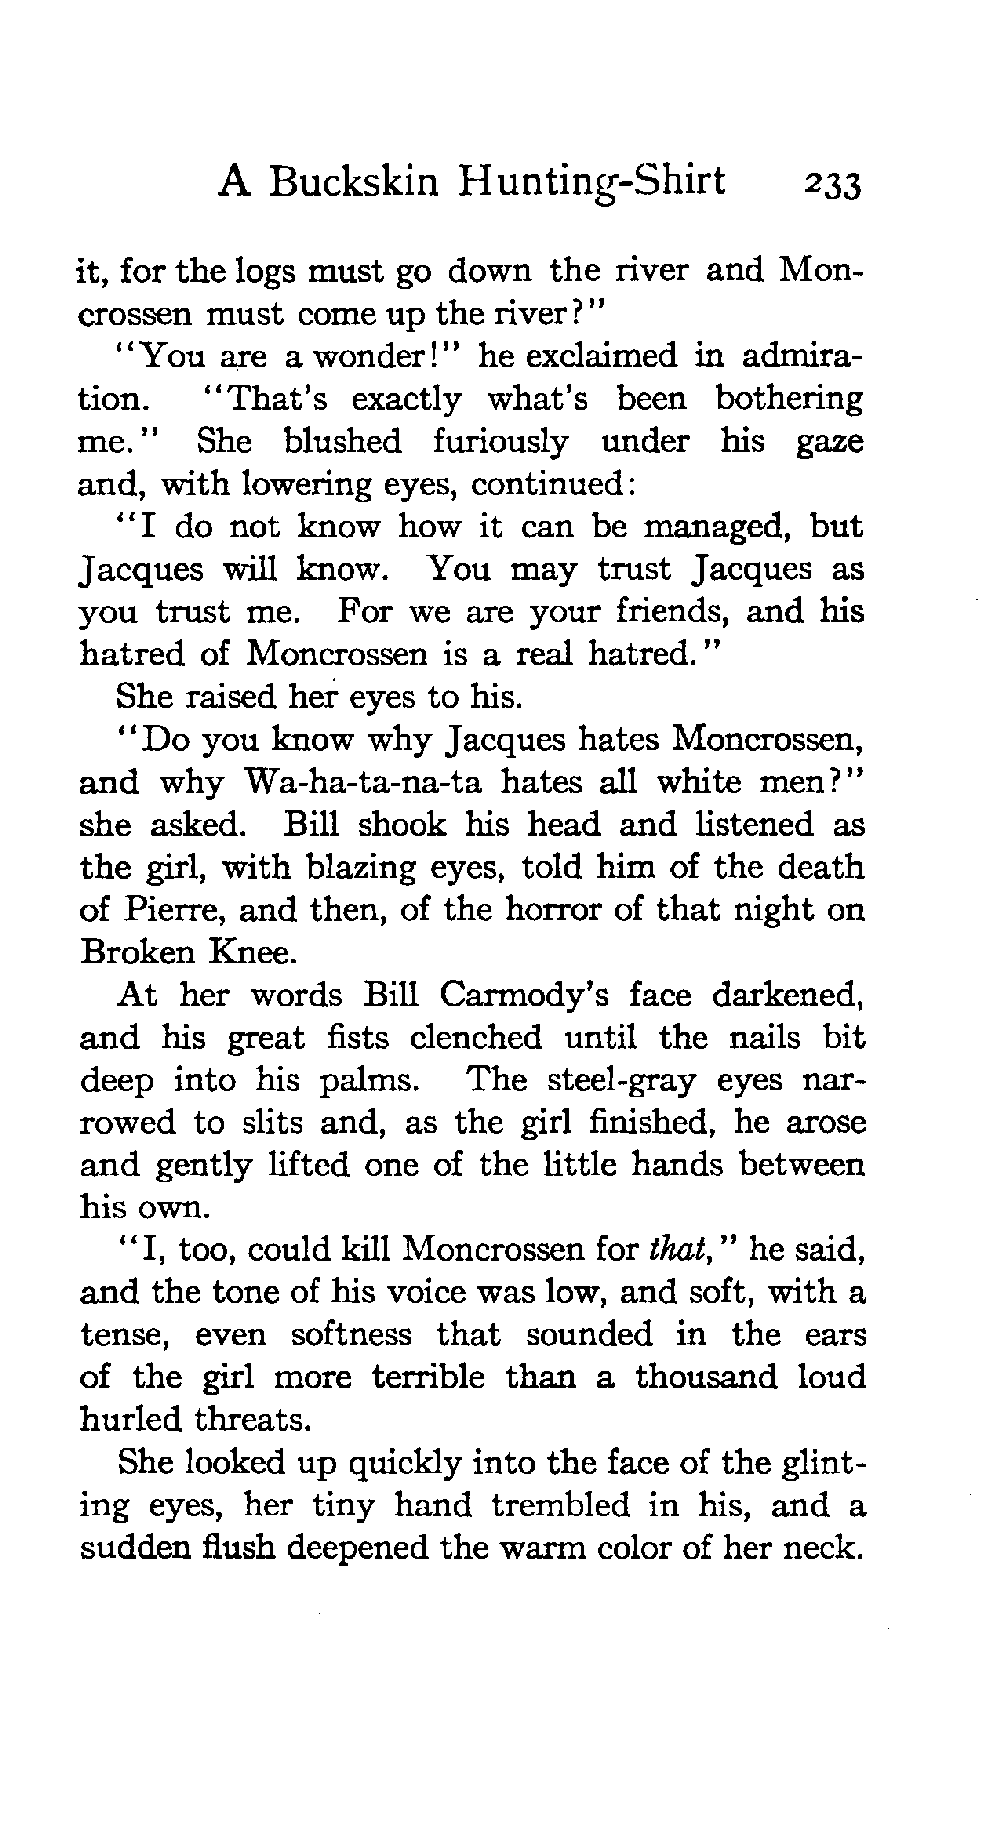 A Buckskin Hunting-Shirt 233
it, for the logs must go down the river and Mon-
crossen must come up the river?"
"You are a wonder!" he exclaimed in admira-
tion. "That's exactly what's been bothering
me." She blushed furiously under his gaze
and, with lowering eyes, continued:
"I do not know how it can be managed, but
Jacques will know. You may trust Jacques as
you trust me. For we are your friends, and his
hatred of Moncrossen is a real hatred."
She raised her eyes to his.
"Do you know why Jacques hates Moncrossen,
and why Wa-ha-ta-na-ta hates all white men?"
she asked. Bill shook his head and listened as
the girl, with blazing eyes, told him of the death
of Pierre, and then, of the horror of that night on
Broken Knee.
At her words Bill Carmody's face darkened,
and his great fists clenched until the nails bit
deep into his palms. The steel-gray eyes nar-
rowed to slits and, as the girl finished, he arose
and gently lifted one of the little hands between
his own.
"I, too, could kill Moncrossen for that," he said,
and the tone of his voice was low, and soft, with a
tense, even softness that sounded in the ears
of the girl more terrible than a thousand loud
hurled threats.
She looked up quickly into the face of the glint-
ing eyes, her tiny hand trembled in his, and a
sudden flush deepened the warm color of her neck.